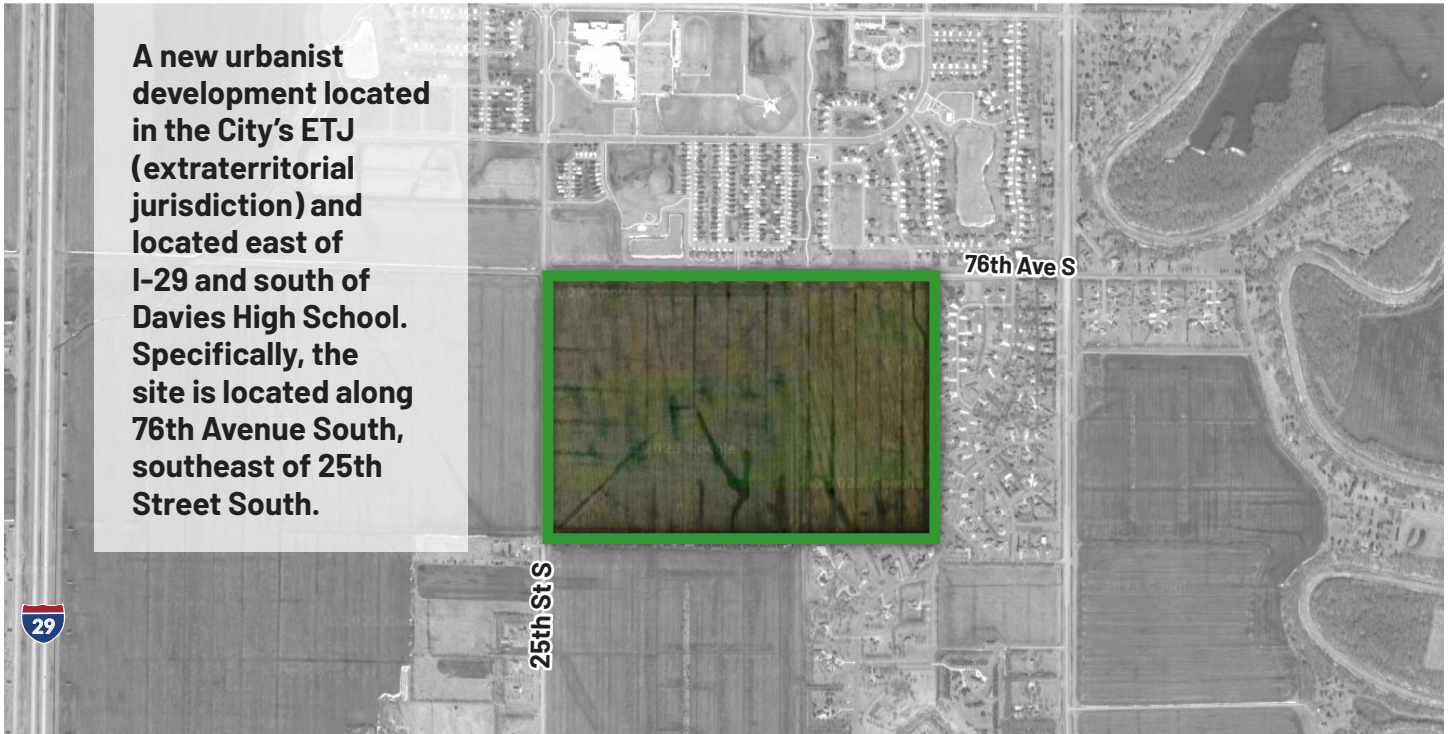 A new urbanist
development located
in the City’s ETJ
(extraterritorial
jurisdiction) and
located east of
I-29 and south of
Davies High School.
Specifically, the
site is located along
76th Avenue South,
southeast of 25th
Street South.
76th Ave S
25th St S
29